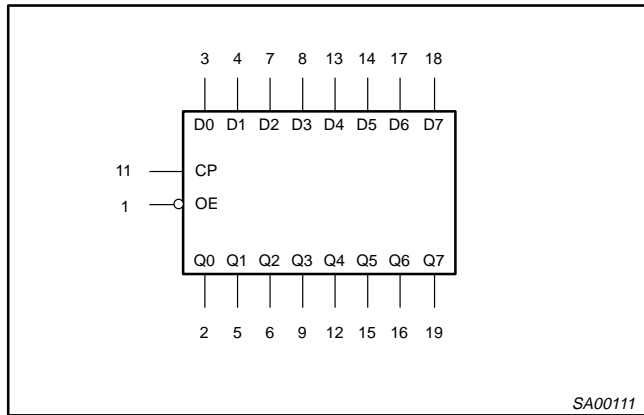 3 4 7 8 13 14 17 18
D0 D1 D2 D3 D4 D5 D6 D7
11 CP
1 OE
Q0 Q1 Q2 Q3 Q4 Q5 Q6 Q7
2 5 6 9 12 15 16 19
SA00111